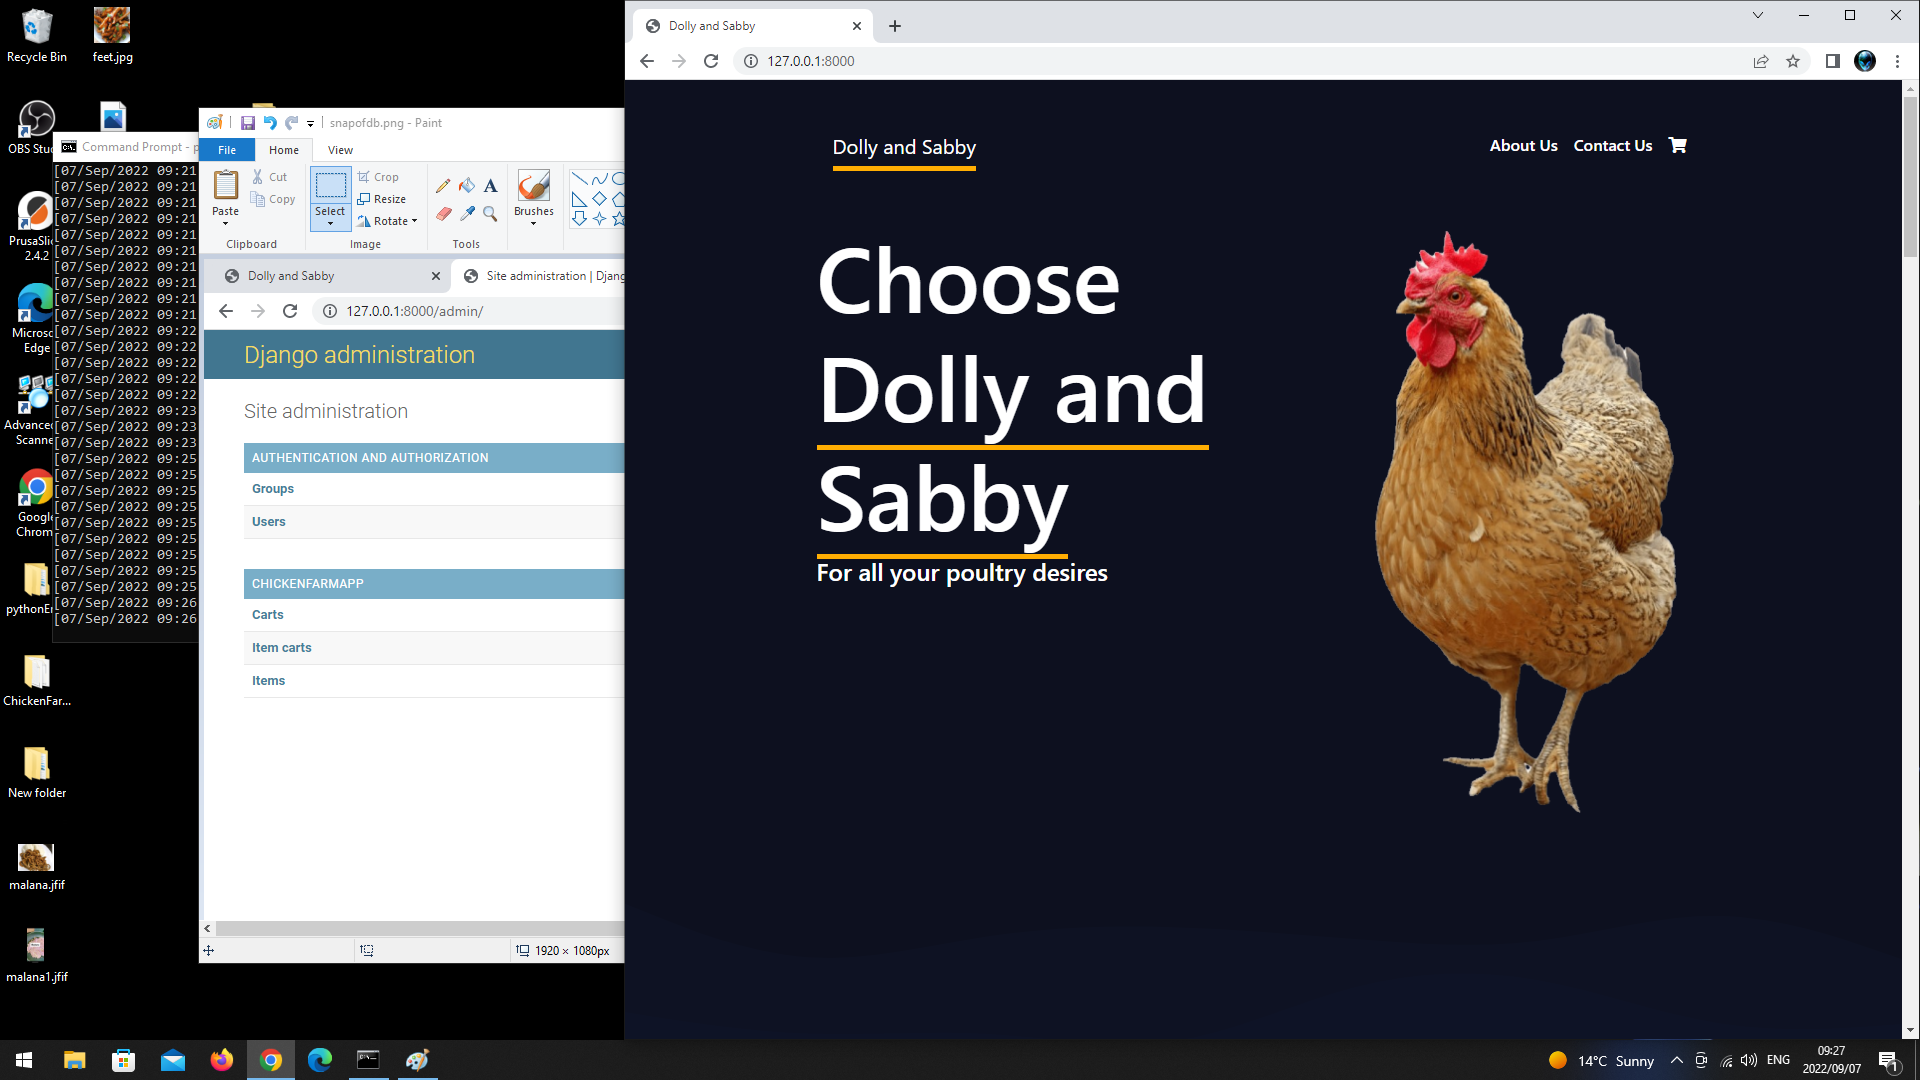 Recycle Bin
feet.jpg
OBS Stu
PrusaSli
2.4.2
Micros
Edge
Advance
Scanne
Google
Chrom
pythonE
ChickenFar...
New folder
malana.jfif
malana1.jfif
Command Prompt - p
[07/Sep/2022 09:21
[07/Sep/2022 09:21
[07/Sep/2022 09:21
[07/Sep/2022 09:21
[07/Sep/2022 09:21
[07/Sep/2022 09:21
[07/Sep/2022 09:21
[07/Sep/2022 09:21
[07/Sep/2022 09:21
[07/Sep/2022 09:21
[07/Sep/2022 09:22
[07/Sep/2022 09:22
[07/Sep/2022 09:22
[07/Sep/2022 09:22
[07/Sep/2022 09:22
[07/Sep/2022 09:23
[07/Sep/2022 09:23
[07/Sep/2022 09:23
[07/Sep/2022 09:25
[07/Sep/2022 09:25
[07/Sep/2022 09:25
[07/Sep/2022 09:25
[07/Sep/2022 09:25
[07/Sep/2022 09:25
[07/Sep/2022 09:25
[07/Sep/2022 09:25
[07/Sep/2022 09:25
[07/Sep/2022 09:26
[07/Sep/2022 09:26
snapofdb.png - Paint
File Home View
Paste
Cut
Copy
Clipboard
Select
Crop
Resize
Rotate
Image
A
Tools
Brushes
Dolly and Sabby
Site administration | Djang
127.0.0.1:8000/admin/
Django administration
Site administration
AUTHENTICATION AND AUTHORIZATION
Groups
Users
CHICKENFARMAPP
Carts
Item carts
Items
1920 × 1080px
Dolly and Sabby
127.0.0.1:8000
Dolly and Sabby
About Us Contact Us
Choose
Dolly and
Sabby
For all your poultry desires
14°C Sunny
ENG
09:27
2022/09/07
1